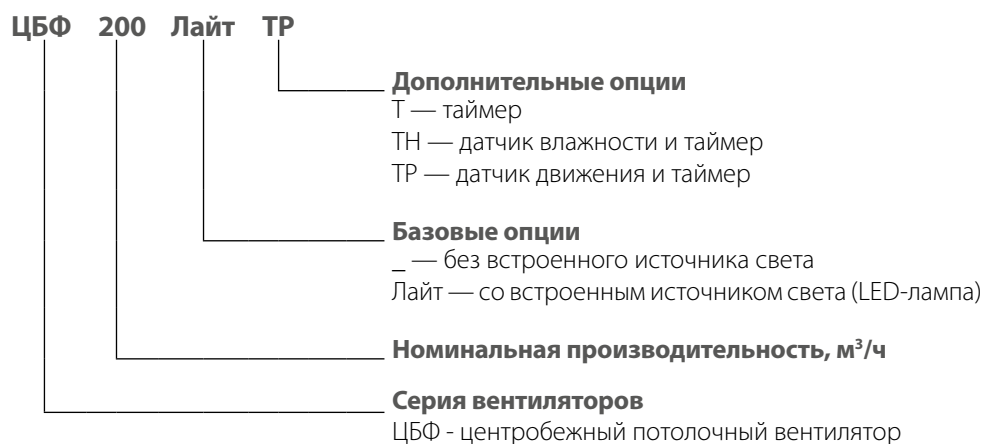 ЦБФ 200 Лайт ТР
Дополнительные опции
Т — таймер
ТН — датчик влажности и таймер
ТР — датчик движения и таймер
Базовые опции
_ — без встроенного источника света
Лайт — со встроенным источником света (LED-лампа)
Номинальная производительность, м³/ч
Серия вентиляторов
ЦБФ - центробежный потолочный вентилятор